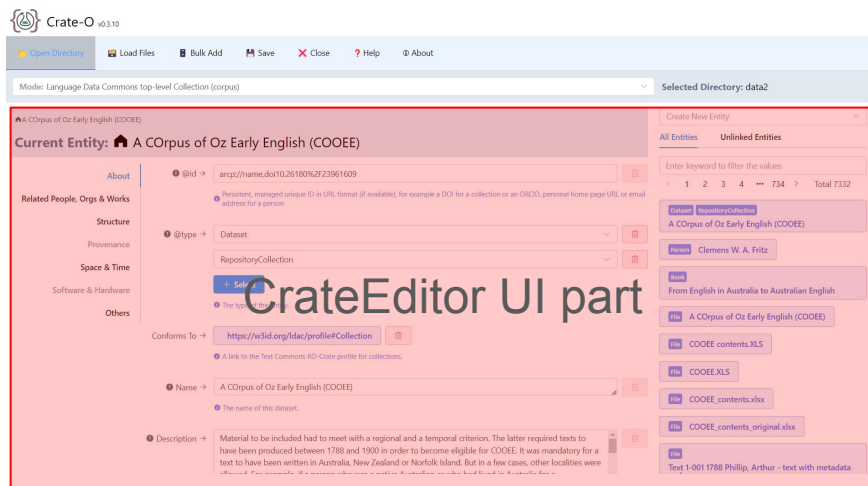 Crate-O v0.3.10
Open Directory Load Files Bulk Add Save Close ? Help About
Mode: Language Data Commons top-level Collection (corpus)
Selected Directory: data2
A COrpus of Oz Early English (COOEE)
Current Entity: A COrpus of Oz Early English (COOEE)
About
Related People, Orgs & Works
Structure
Provenance
Space & Time
Software & Hardware
Others
@id → arcp://name,doi10.26180%2F23961609
Persistent, managed unique ID in URL format (if available), for example a DOI for a collection or an ORCID, personal home page URL or email
address for a person
@type → Dataset
RepositoryCollection
+ Select
The type of the entity.
CrateEditor UI part
Conforms To → https://w3id.org/ldac/profile#Collection
A link to the Text Commons RO-Crate profile for collections.
Name → A COrpus of Oz Early English (COOEE)
The name of this dataset.
Description → Material to be included had to meet with a regional and a temporal criterion. The latter required texts to
have been produced between 1788 and 1900 in order to become eligible for COOEE. It was mandatory for a
text to have been written in Australia, New Zealand or Norfolk Island. But in a few cases, other localities were
Create New Entity
All Entities Unlinked Entities
Enter keyword to filter the values
< 1 2 3 4 ••• 734 > Total 7332
Dataset RepositoryCollection
A COrpus of Oz Early English (COOEE)
Person Clemens W. A. Fritz
Book
From English in Australia to Australian English
File A COrpus of Oz Early English (COOEE)
File COOEE contents.XLS
File COOEE.XLS
File COOEE_contents.xlsx
File COOEE_contents_original.xlsx
File
Text 1-001 1788 Phillip, Arthur - text with metadata